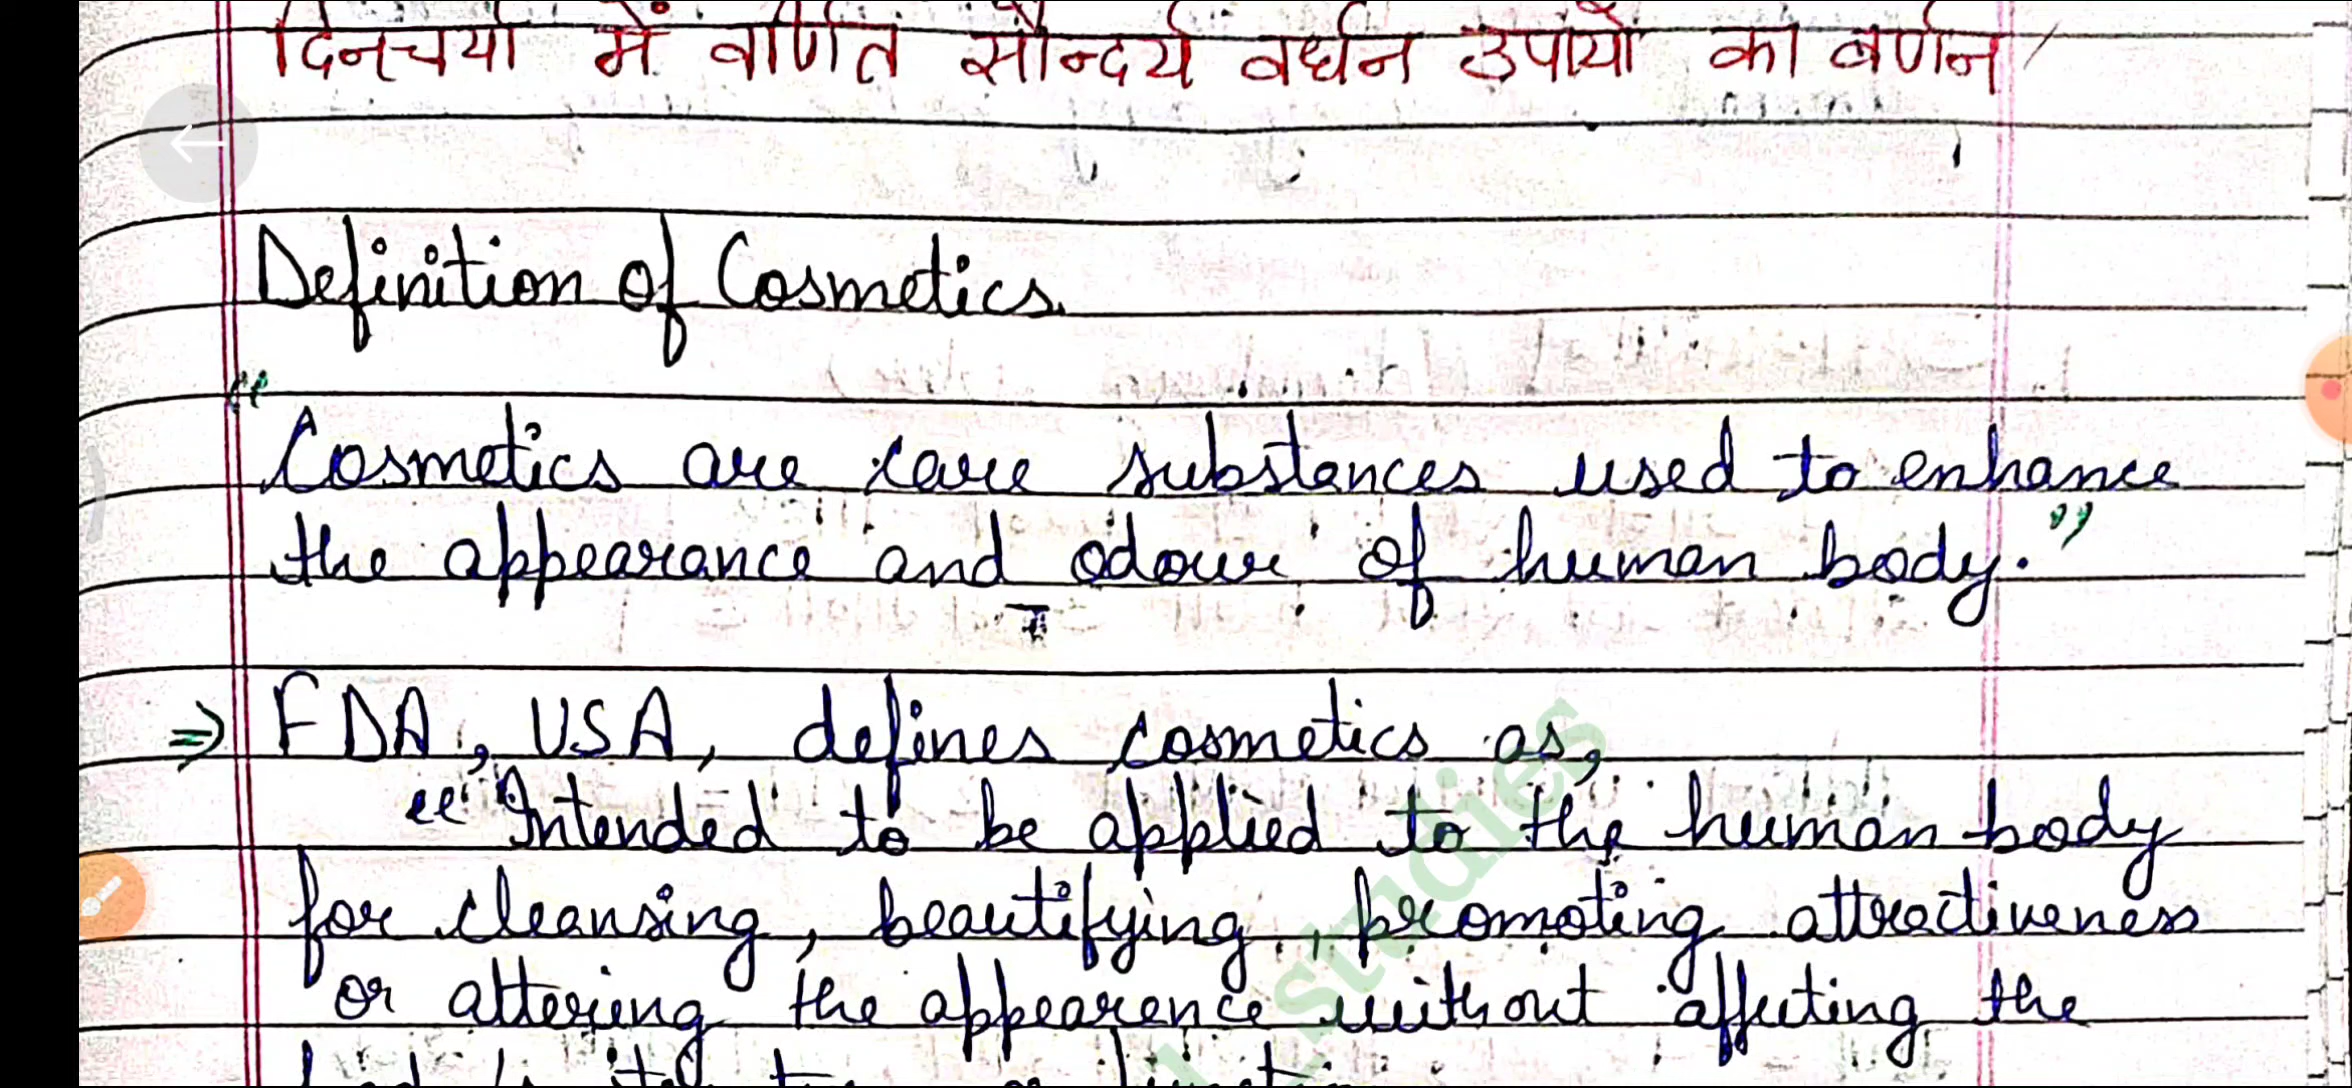 दिनचर्या में वर्णित सौन्दर्य वर्धन उपायों का वर्णन
Definition of Cosmetics.
“Cosmetics are care substances used to enhance
the appearance and odour of human body.”
⇒ FDA, USA, defines cosmetics as,
“Intended to be applied to the human body
for cleansing, beautifying, promoting attractiveness
or altering the appearence without affecting the
studies